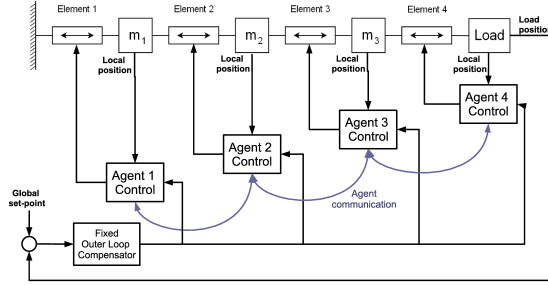 Element 1
Element 2
Element 3
Element 4
Load
positio
m1
m2
m3
Load
Local
position
Local
position
Local
position
Local
position
Agent 4
Control
Agent 3
Control
Agent 2
Control
Agent 1
Control
Agent
communication
Global
set-point
Fixed
Outer Loop
Compensator